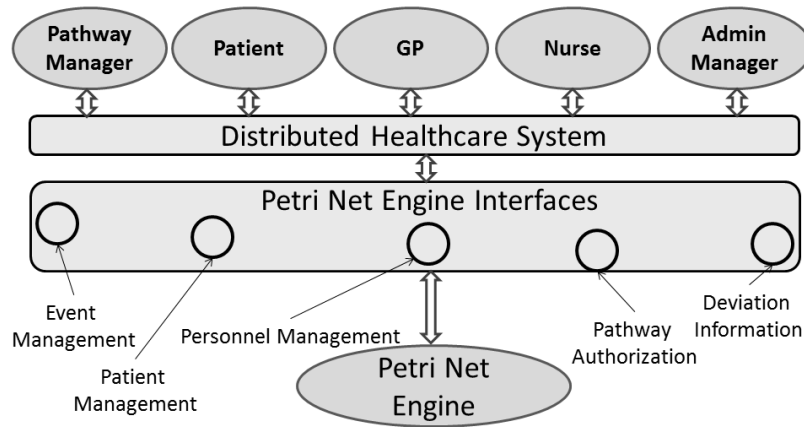 Pathway
Manager
Patient
GP
Nurse
Admin
Manager
Distributed Healthcare System
Petri Net Engine Interfaces
Event
Management
Patient
Management
Personnel Management
Pathway
Authorization
Deviation
Information
Petri Net
Engine